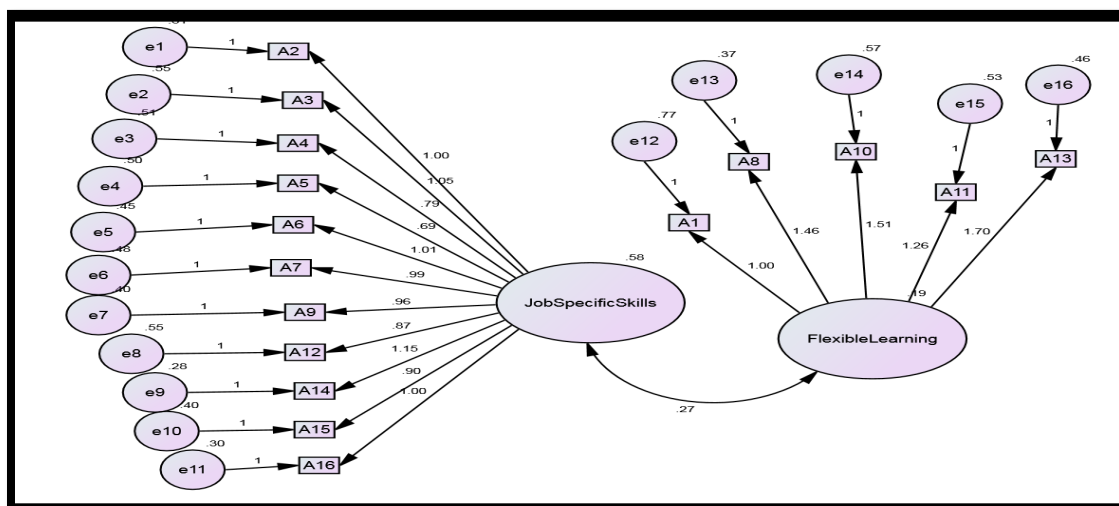 e1
1
A2
.55
e2
1
A3
.51
e3
1
A4
.50
e4
1
A5
.45
e5
1
A6
.48
e6
1
A7
.40
e7
1
A9
.55
e8
1
A12
.28
e9
1
A14
.40
e10
1
A15
.30
e11
1
A16
1.00
1.05
.79
.69
1.01
.99
.96
.87
1.15
.90
1.00
.58
JobSpecificSkills
.27
.77
e12
1
A1
.37
e13
1
A8
.57
e14
1
A10
.53
e15
1
A11
.46
e16
1
A13
1.00
1.46
1.51
1.26
1.70
.19
FlexibleLearning